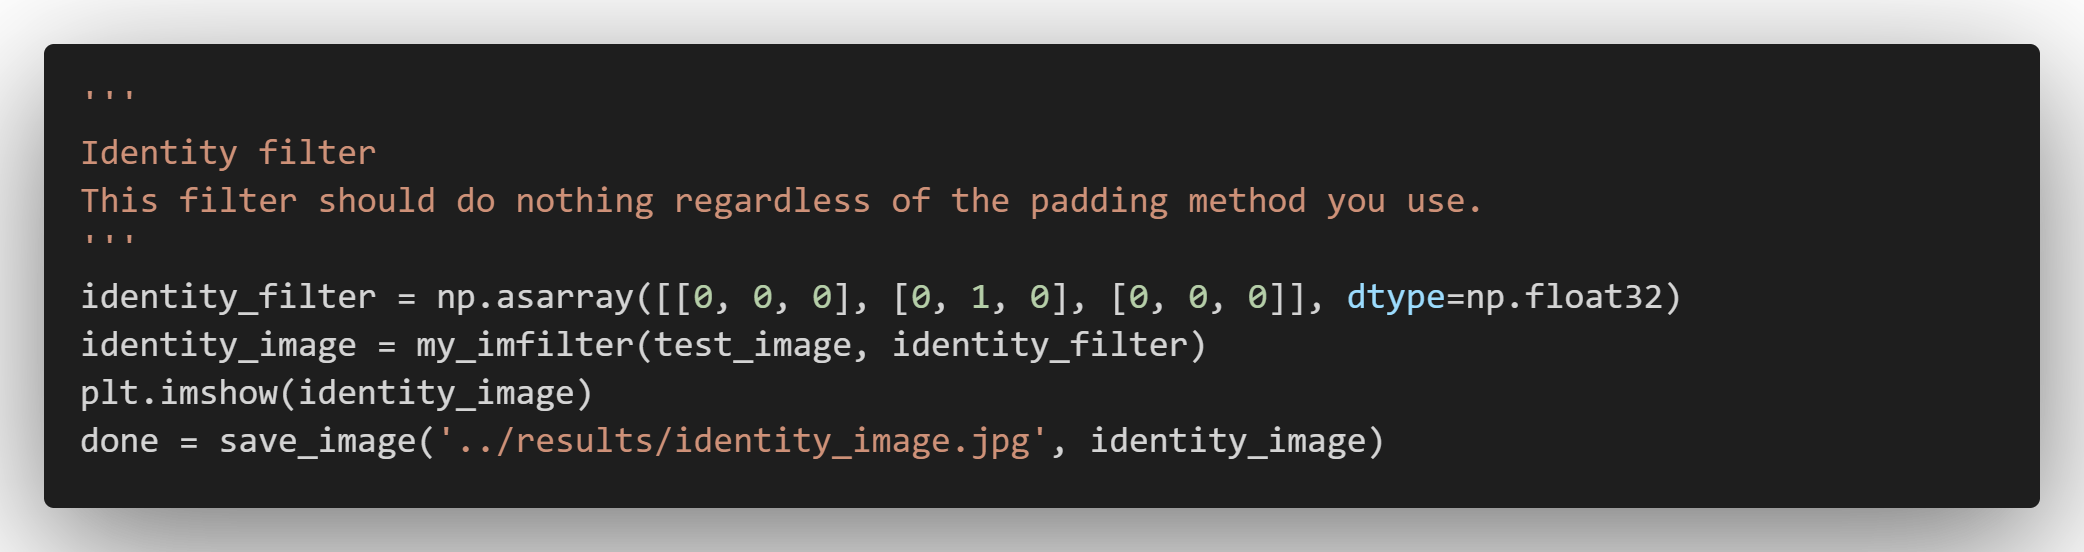 '''
Identity filter
This filter should do nothing regardless of the padding method you use.
'''
identity_filter = np.asarray([[0, 0, 0], [0, 1, 0], [0, 0, 0]], dtype=np.float32)
identity_image = my_imfilter(test_image, identity_filter)
plt.imshow(identity_image)
done = save_image('../results/identity_image.jpg', identity_image)